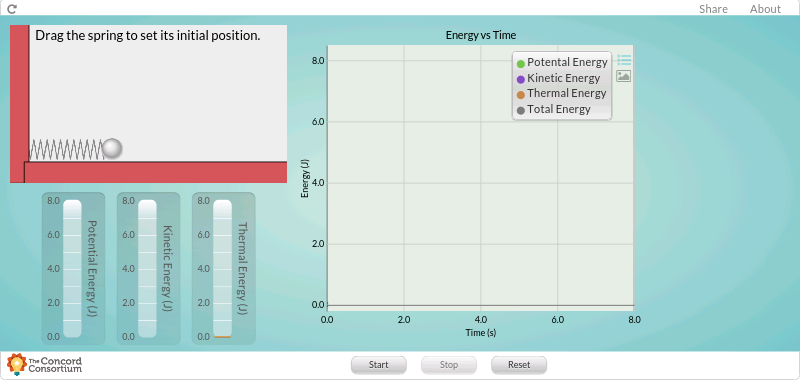 Share
About
Drag the spring to set its initial position.
Energy vs Time
8.0
6.0
4.0
2.0
0.0
Energy (J)
0.0
2.0
4.0
6.0
8.0
Time (s)
Potental Energy
Kinetic Energy
Thermal Energy
Total Energy
8.0
6.0
4.0
2.0
0.0
Potential Energy (J)
8.0
6.0
4.0
2.0
0.0
Kinetic Energy (J)
8.0
6.0
4.0
2.0
0.0
Thermal Energy (J)
The Concord
Consortium
Start
Stop
Reset